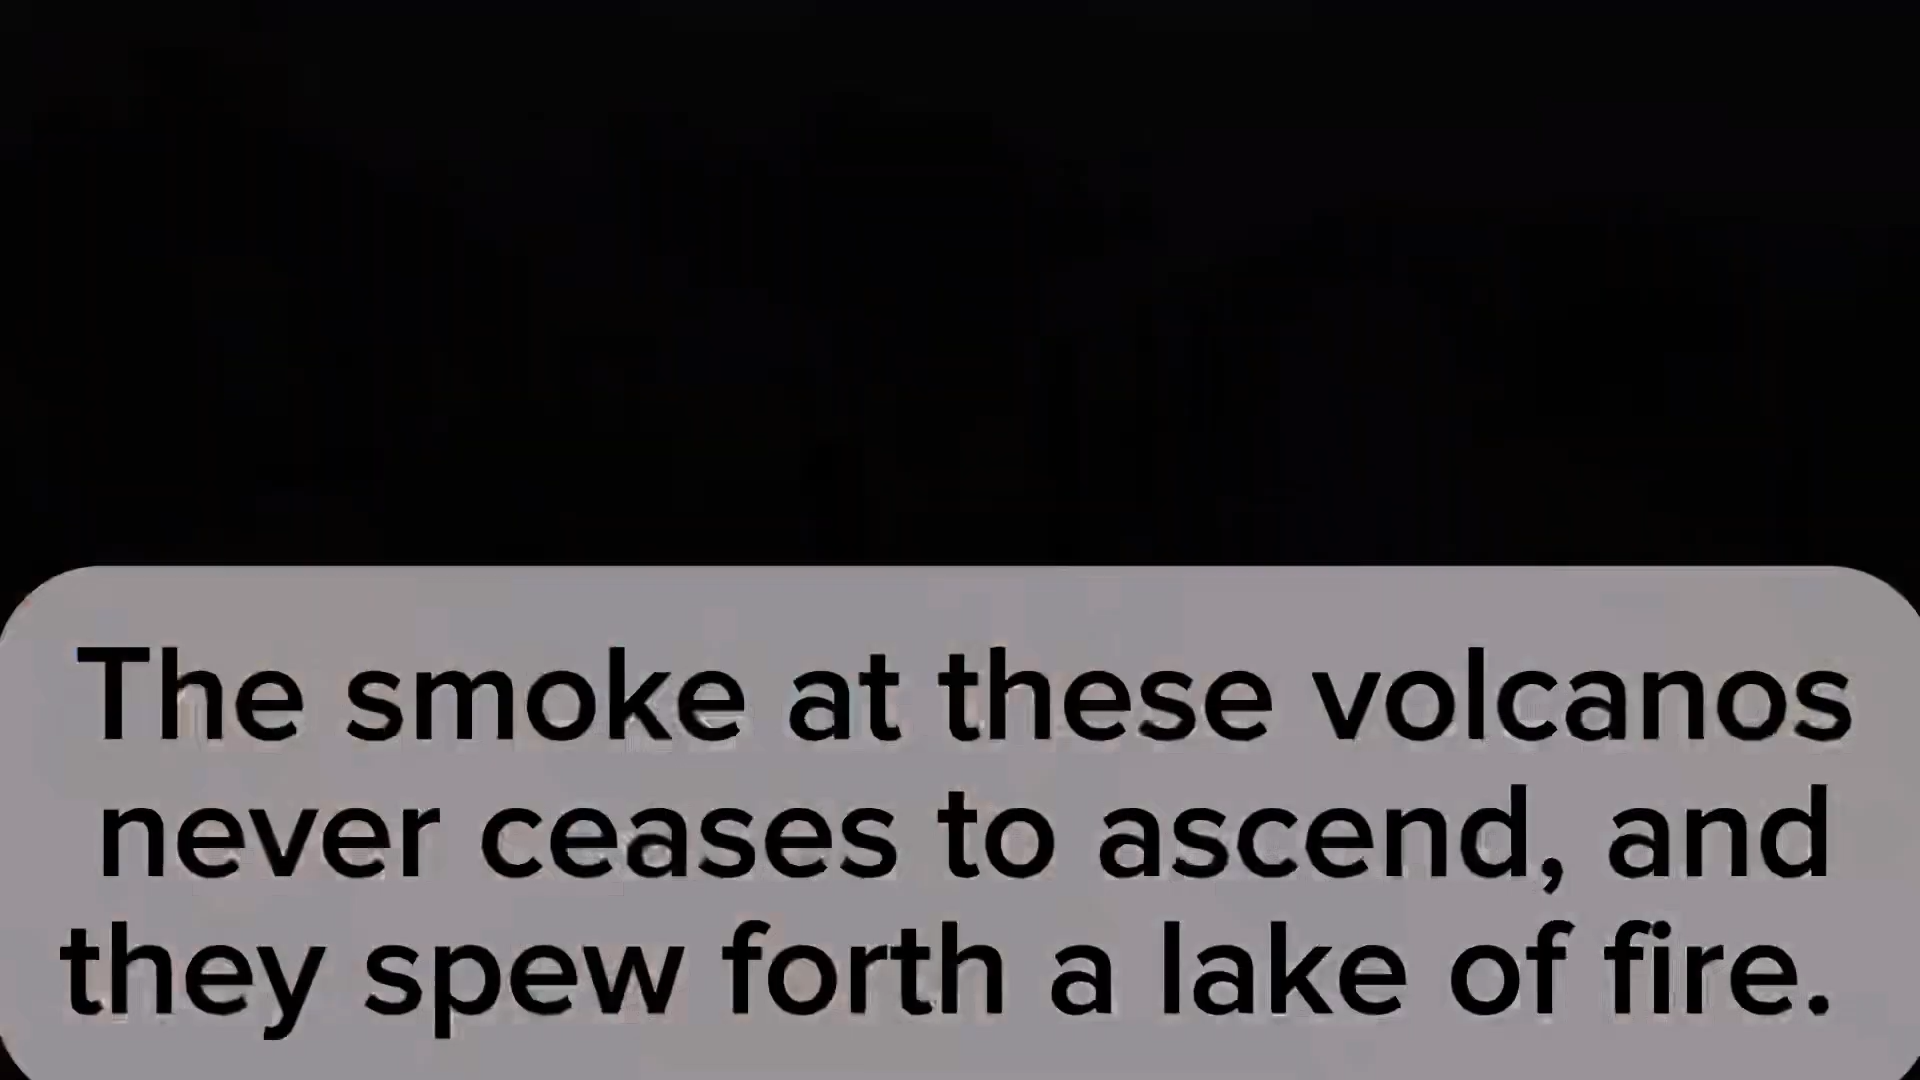 The smoke at these volcanos
never ceases to ascend, and
they spew forth a lake of fire.